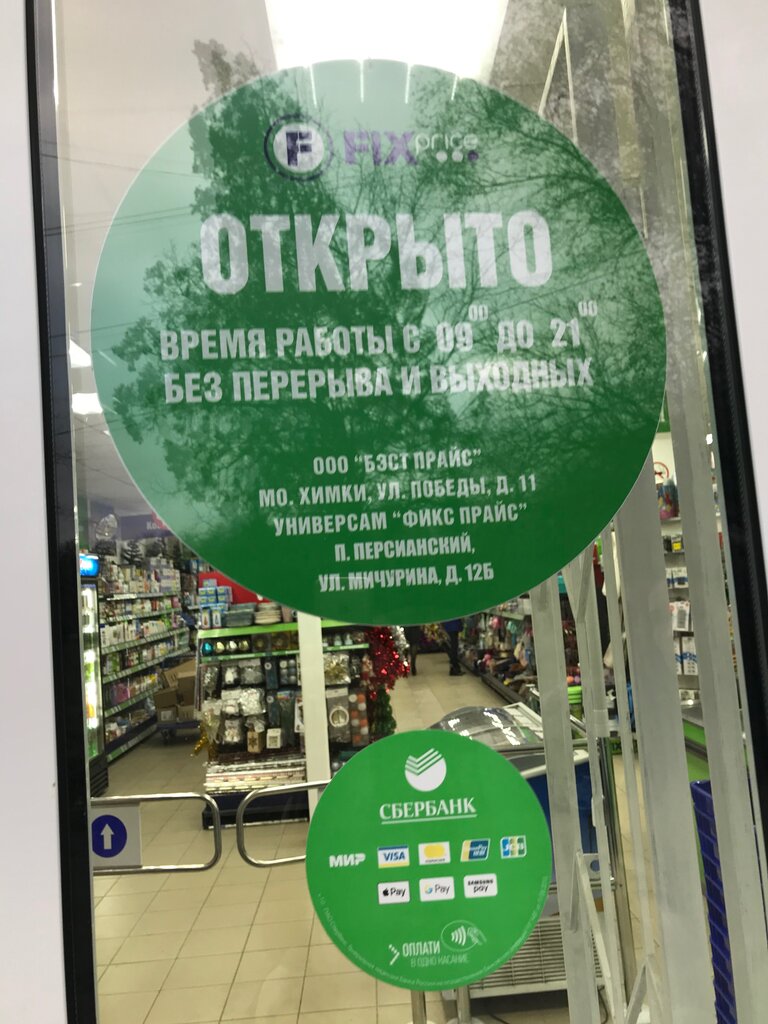 F FIX price
ОТКРЫТО
ВРЕМЯ РАБОТЫ С 09 00 ДО 21 00
БЕЗ ПЕРЕРЫВА И ВЫХОДНЫХ
ООО "БЭСТ ПРАЙС"
МО. ХИМКИ, УЛ. ПОБЕДЫ, Д. 11
УНИВЕРСАМ "ФИКС ПРАЙС"
П. ПЕРСИАНСКИЙ,
УЛ. МИЧУРИНА, Д. 12Б
СБЕРБАНК
МИР VISA UnionPay JCB
Pay G Pay SAMSUNG pay
ОПЛАТИ
В ОДНО КАСАНИЕ